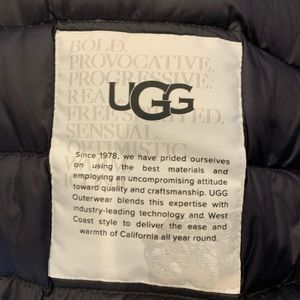 BOLD.
PROVOCATIVE.
PROGRESSIVE.
UGG
SENSUAL.
Since 1978, we have prided ourselves
on using the best materials and
employing an uncompromising attitude
toward quality and craftsmanship. UGG
Outerwear blends this expertise with
industry-leading technology and West
Coast style to deliver the ease and
warmth of California all year round.